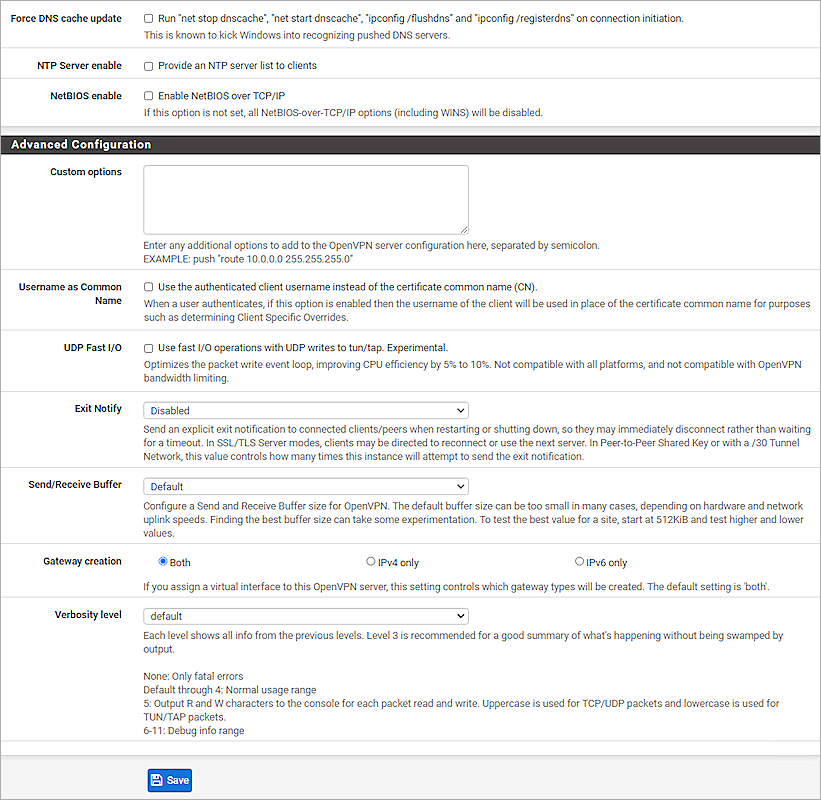 Force DNS cache update
Run "net stop dnscache", "net start dnscache", "ipconfig /flushdns" and "ipconfig /registerdns" on connection initiation.
This is known to kick Windows into recognizing pushed DNS servers.
NTP Server enable
Provide an NTP server list to clients
NetBIOS enable
Enable NetBIOS over TCP/IP
If this option is not set, all NetBIOS-over-TCP/IP options (including WINS) will be disabled.
Advanced Configuration
Custom options
Enter any additional options to add to the OpenVPN server configuration here, separated by semicolon.
EXAMPLE: push "route 10.0.0.0 255.255.255.0"
Username as Common
Name
Use the authenticated client username instead of the certificate common name (CN).
When a user authenticates, if this option is enabled then the username of the client will be used in place of the certificate common name for purposes
such as determining Client Specific Overrides.
UDP Fast I/O
Use fast I/O operations with UDP writes to tun/tap. Experimental.
Optimizes the packet write event loop, improving CPU efficiency by 5% to 10%. Not compatible with all platforms, and not compatible with OpenVPN
bandwidth limiting.
Exit Notify
Disabled
Send an explicit exit notification to connected clients/peers when restarting or shutting down, so they may immediately disconnect rather than waiting
for a timeout. In SSL/TLS Server modes, clients may be directed to reconnect or use the next server. In Peer-to-Peer Shared Key or with a /30 Tunnel
Network, this value controls how many times this instance will attempt to send the exit notification.
Send/Receive Buffer
Default
Configure a Send and Receive Buffer size for OpenVPN. The default buffer size can be too small in many cases, depending on hardware and network
uplink speeds. Finding the best buffer size can take some experimentation. To test the best value for a site, start at 512KiB and test higher and lower
values.
Gateway creation
Both
IPv4 only
IPv6 only
If you assign a virtual interface to this OpenVPN server, this setting controls which gateway types will be created. The default setting is 'both'.
Verbosity level
default
Each level shows all info from the previous levels. Level 3 is recommended for a good summary of what's happening without being swamped by
output.
None: Only fatal errors
Default through 4: Normal usage range
5: Output R and W characters to the console for each packet read and write. Uppercase is used for TCP/UDP packets and lowercase is used for
TUN/TAP packets.
6-11: Debug info range
Save